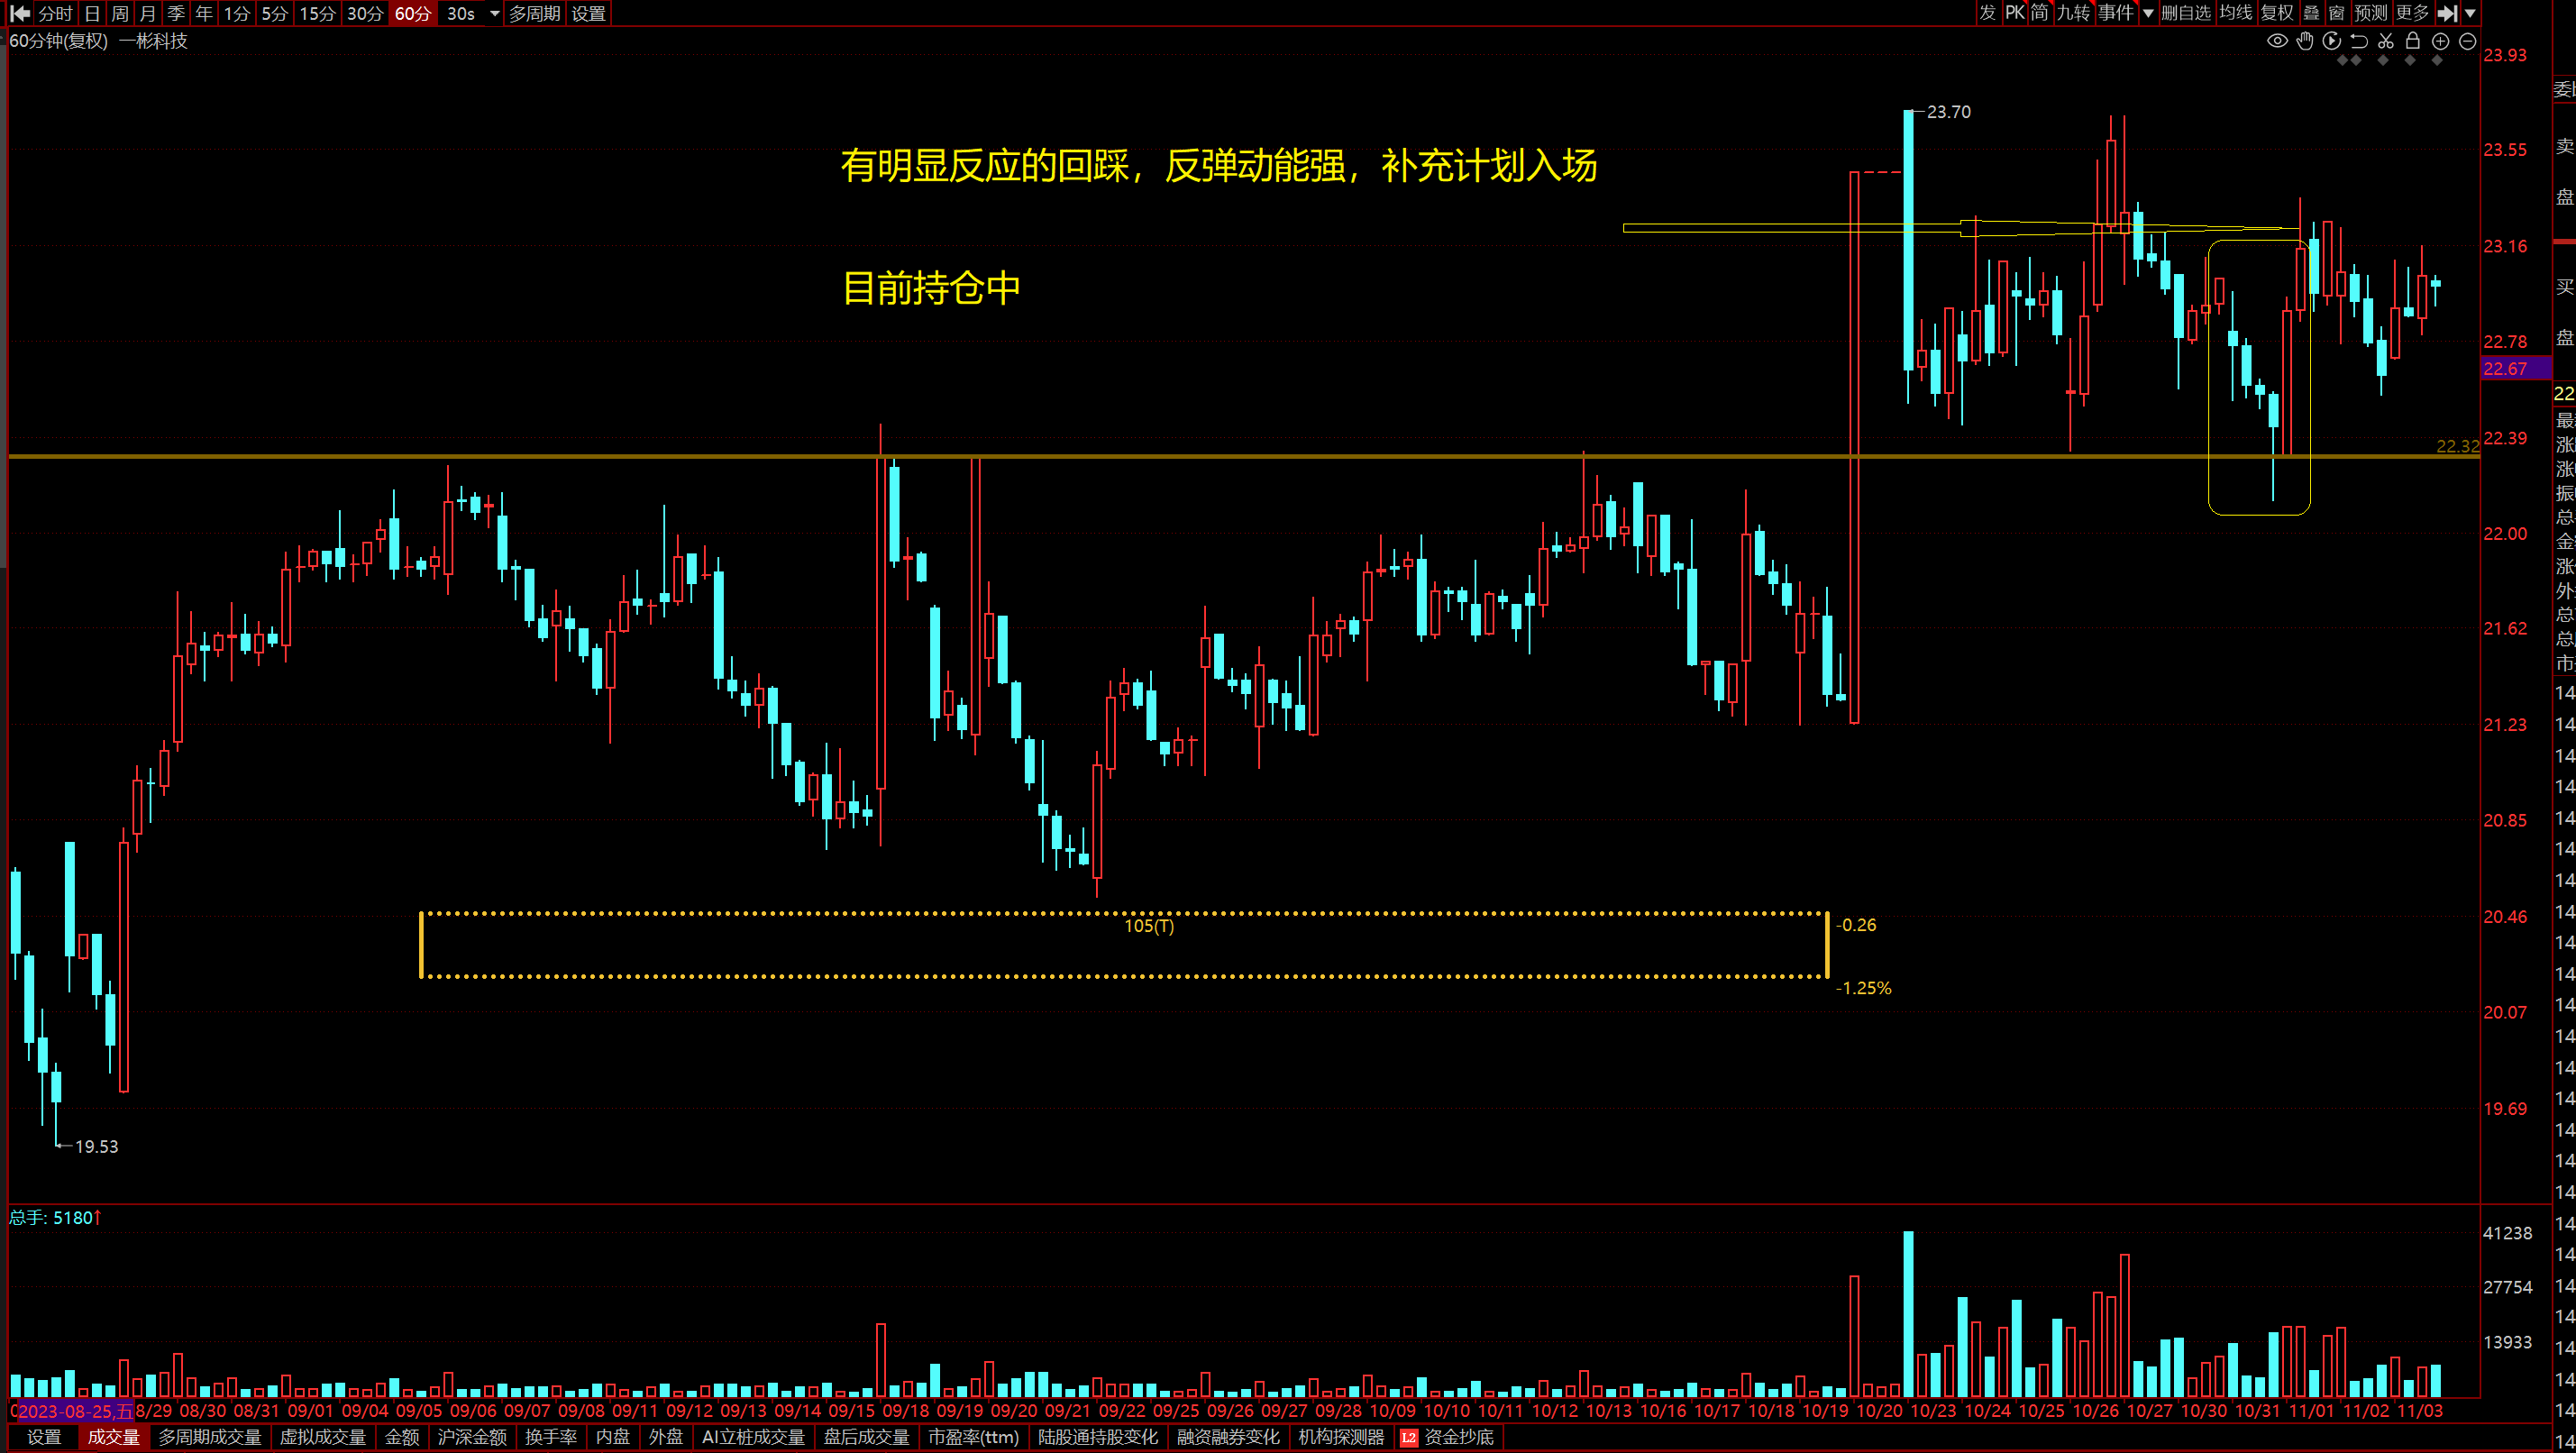 分时 日 周 月 季 年 1分 5分 15分 30分 60分 30s 多周期 设置
发 PK 简 九转 事件 删自选 均线 复权 叠 窗 预测 更多
60分钟(复权) 一彬科技
23.93
23.70
有明显反应的回踩，反弹动能强，补充计划入场
23.55
卖
盘
23.16
目前持仓中
买
盘
22.78
22.67
22
22.32
22.39
22.00
21.62
21.23
20.85
20.46
105(T)
-0.26
-1.25%
20.07
19.69
19.53
总手: 5180↑
41238
27754
13933
2023-08-25,五 8/29 08/30 08/31 09/01 09/04 09/05 09/06 09/07 09/08 09/11 09/12 09/13 09/14 09/15 09/18 09/19 09/20 09/21 09/22 09/25 09/26 09/27 09/28 10/09 10/10 10/11 10/12 10/13 10/16 10/17 10/18 10/19 10/20 10/23 10/24 10/25 10/26 10/27 10/30 10/31 11/01 11/02 11/03
设置 成交量 多周期成交量 虚拟成交量 金额 沪深金额 换手率 内盘 外盘 AI立桩成交量 盘后成交量 市盈率(ttm) 陆股通持股变化 融资融券变化 机构探测器 L2 资金抄底